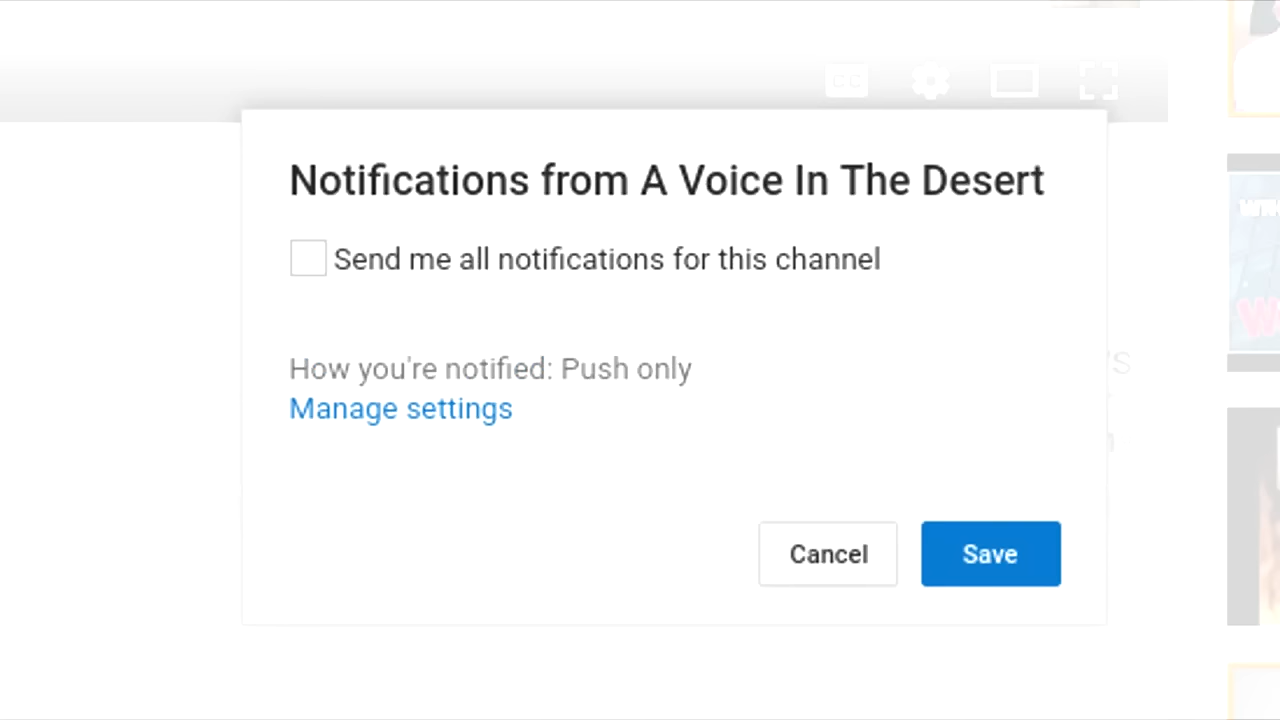 CC
Notifications from A Voice In The Desert
Send me all notifications for this channel
How you're notified: Push only
Manage settings
Cancel
Save